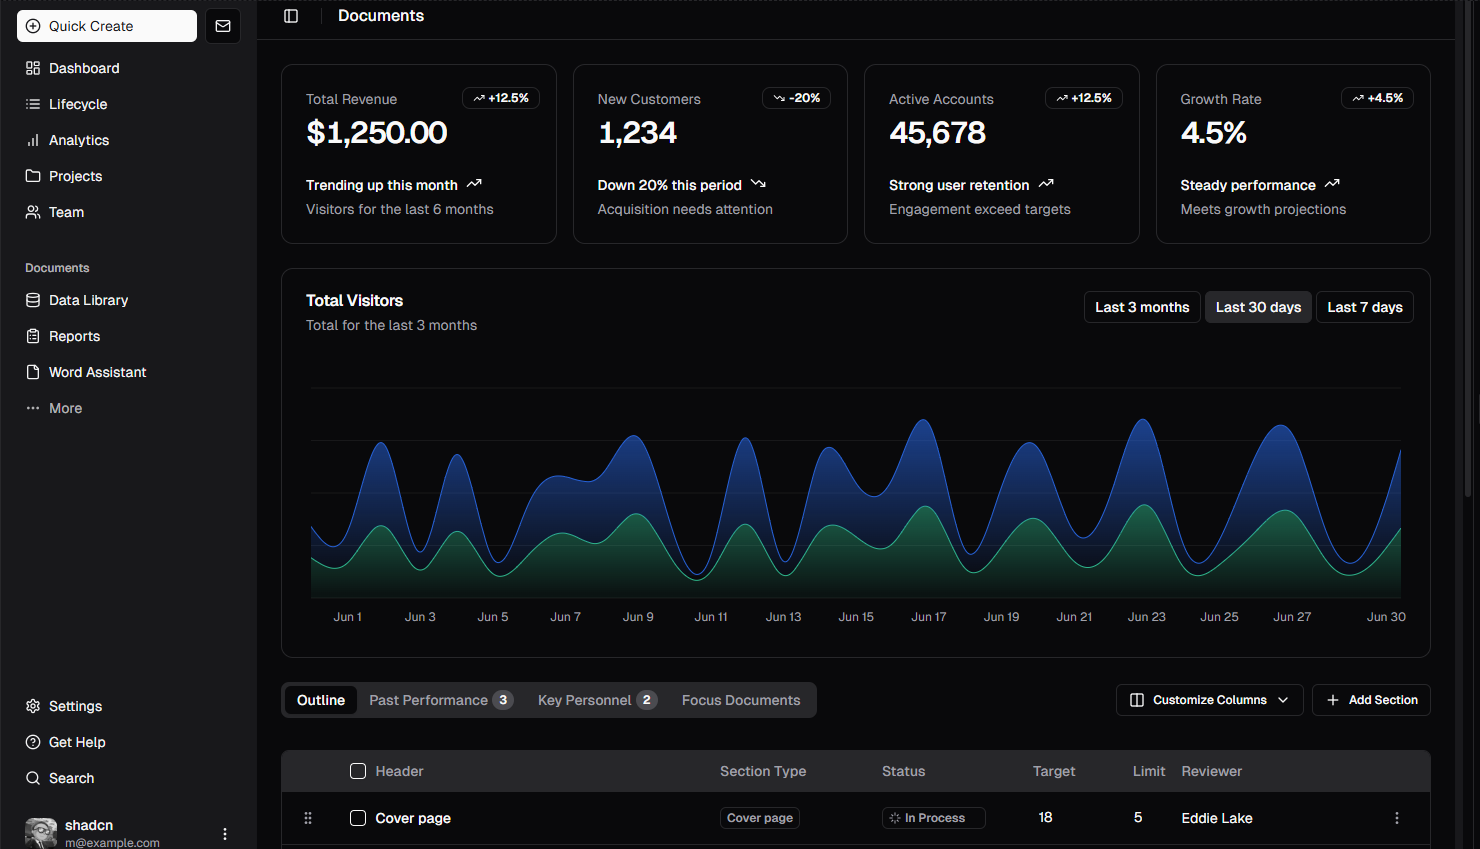 Quick Create
Dashboard
Lifecycle
Analytics
Projects
Team
Documents
Data Library
Reports
Word Assistant
More
Settings
Get Help
Search
shadcn
m@example.com
Documents
Total Revenue
+12.5%
$1,250.00
Trending up this month
Visitors for the last 6 months
New Customers
-20%
1,234
Down 20% this period
Acquisition needs attention
Active Accounts
+12.5%
45,678
Strong user retention
Engagement exceed targets
Growth Rate
+4.5%
4.5%
Steady performance
Meets growth projections
Total Visitors
Total for the last 3 months
Last 3 months Last 30 days Last 7 days
Jun 1 Jun 3 Jun 5 Jun 7 Jun 9 Jun 11 Jun 13 Jun 15 Jun 17 Jun 19 Jun 21 Jun 23 Jun 25 Jun 27 Jun 30
Outline Past Performance 3 Key Personnel 2 Focus Documents
Customize Columns Add Section
Header Section Type Status Target Limit Reviewer
Cover page Cover page In Process 18 5 Eddie Lake